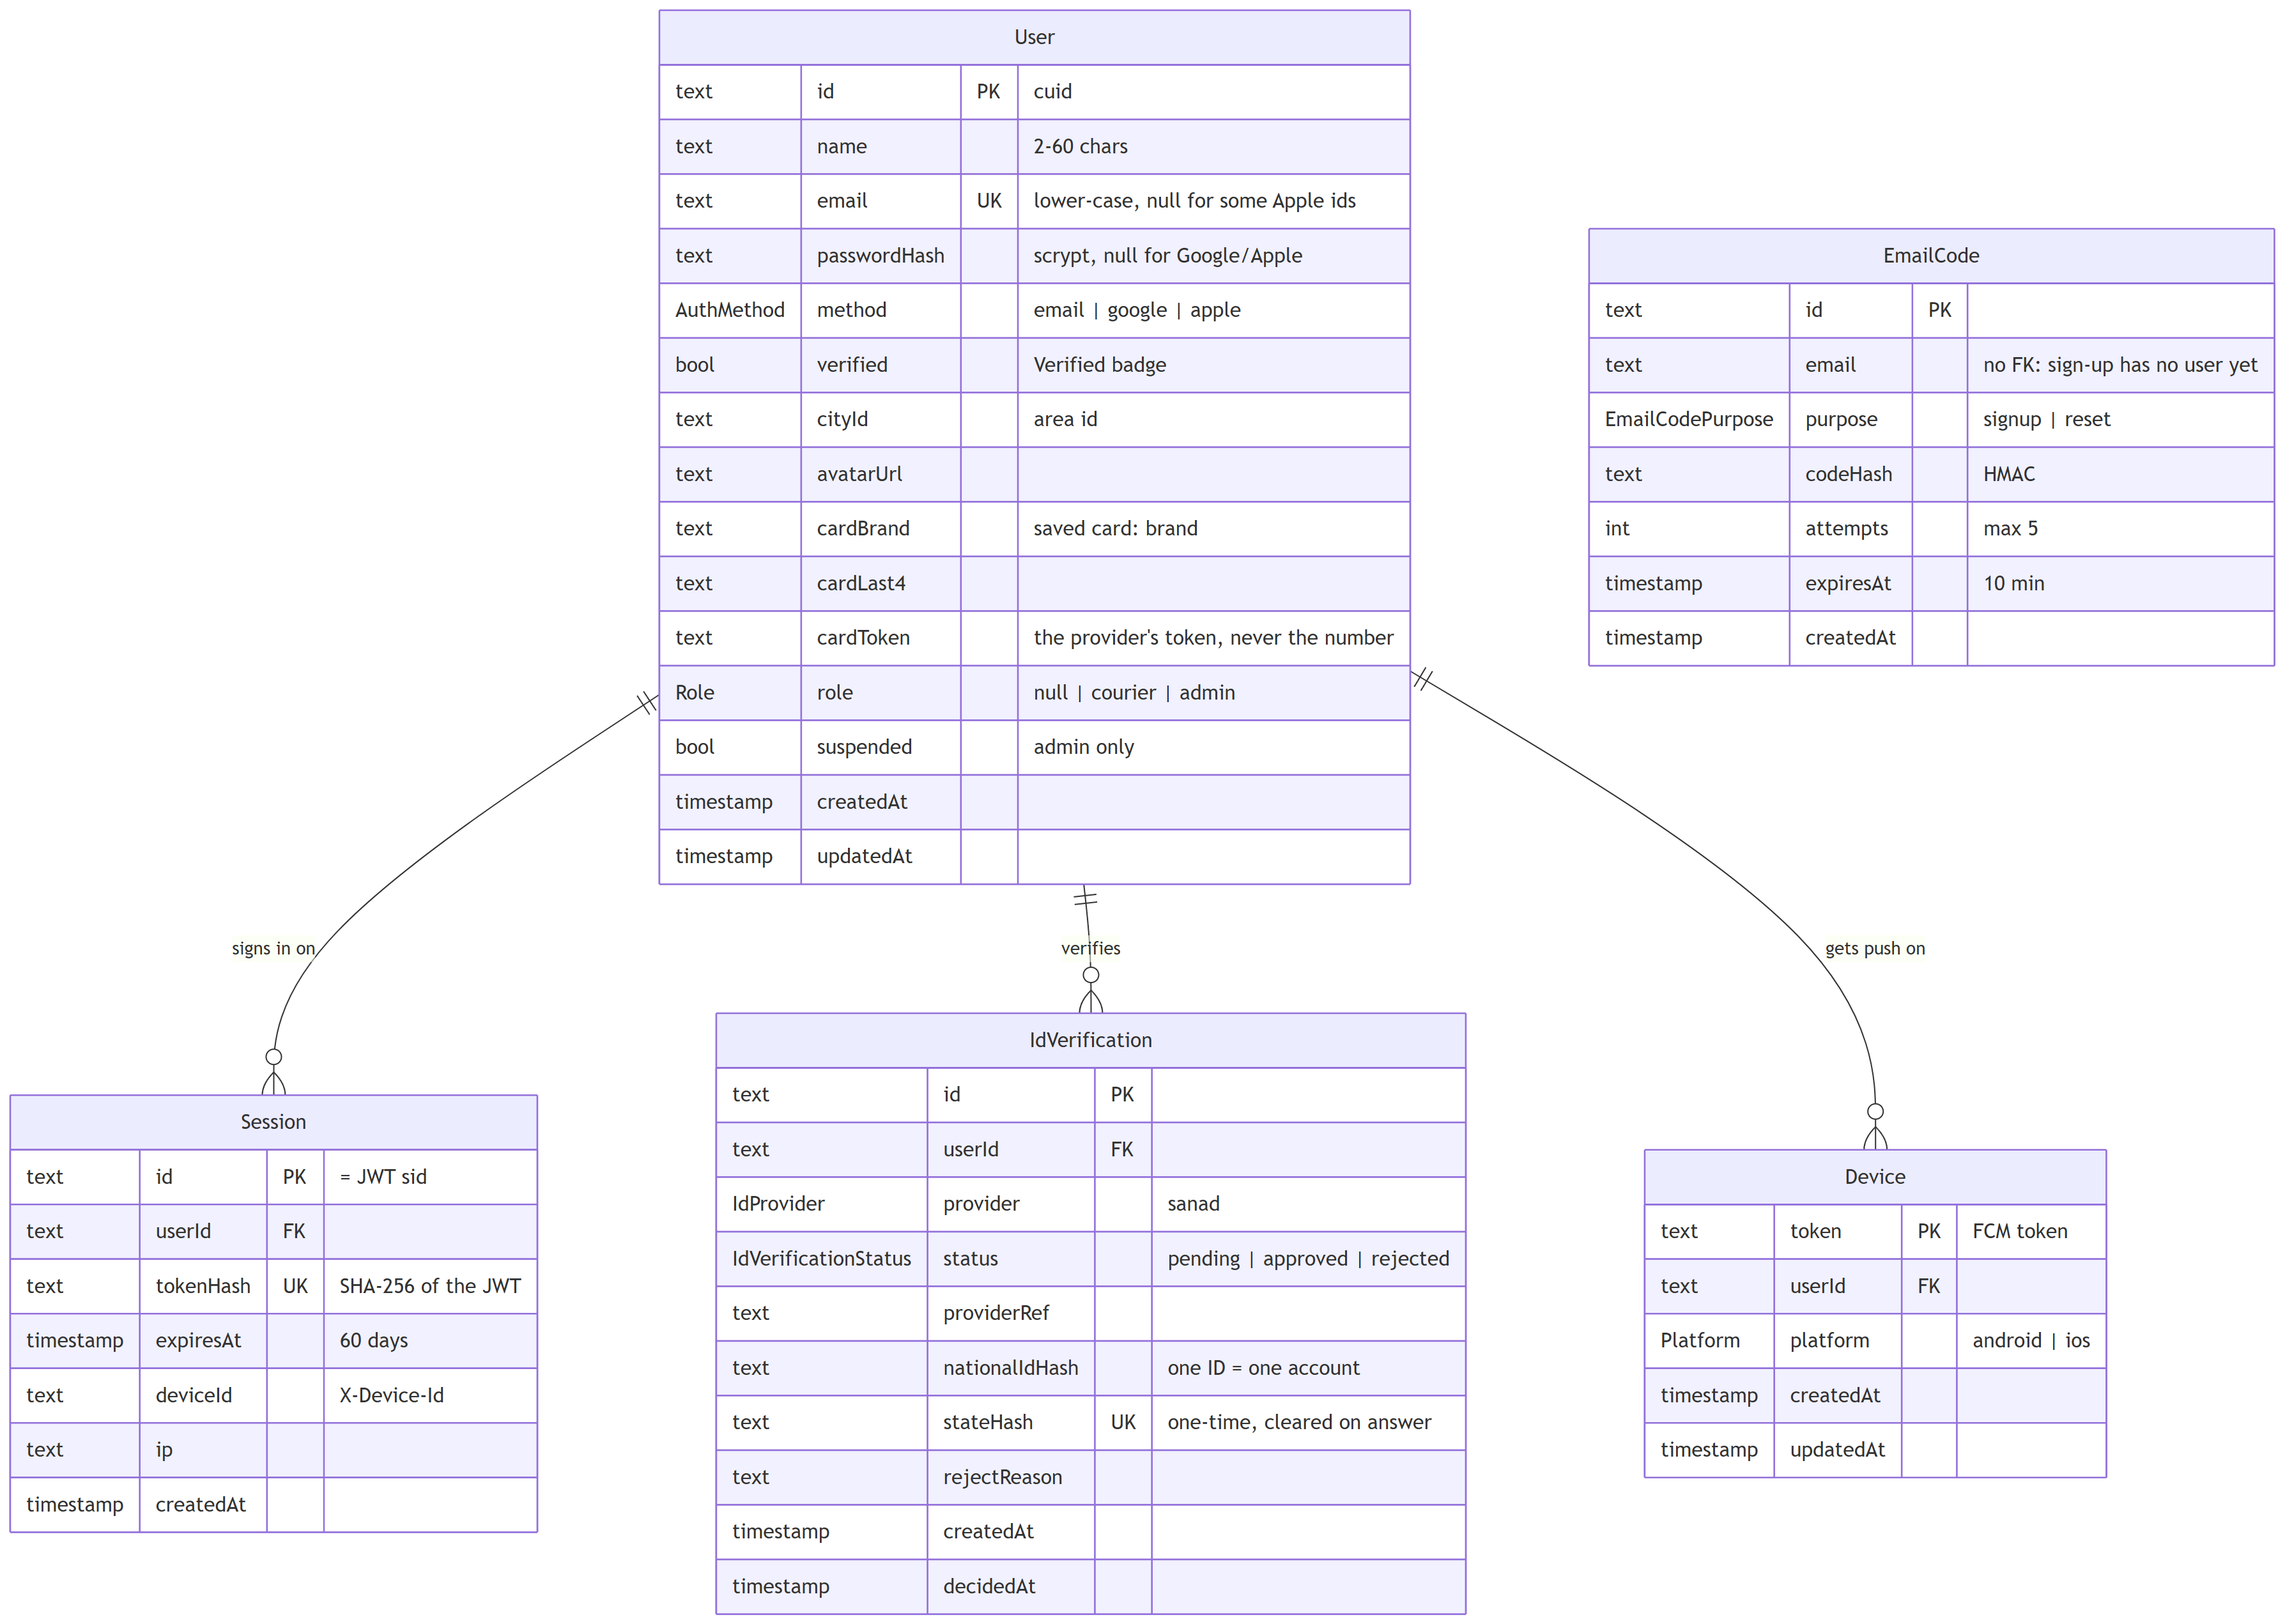 User
text id PK cuid
text name 2-60 chars
text email UK lower-case, null for some Apple ids
text passwordHash scrypt, null for Google/Apple
AuthMethod method email | google | apple
bool verified Verified badge
text cityId area id
text avatarUrl
text cardBrand saved card: brand
text cardLast4
text cardToken the provider's token, never the number
Role role null | courier | admin
bool suspended admin only
timestamp createdAt
timestamp updatedAt
EmailCode
text id PK
text email no FK: sign-up has no user yet
EmailCodePurpose purpose signup | reset
text codeHash HMAC
int attempts max 5
timestamp expiresAt 10 min
timestamp createdAt
signs in on
verifies
gets push on
Session
text id PK = JWT sid
text userId FK
text tokenHash UK SHA-256 of the JWT
timestamp expiresAt 60 days
text deviceId X-Device-Id
text ip
timestamp createdAt
IdVerification
text id PK
text userId FK
IdProvider provider sanad
IdVerificationStatus status pending | approved | rejected
text providerRef
text nationalIdHash one ID = one account
text stateHash UK one-time, cleared on answer
text rejectReason
timestamp createdAt
timestamp decidedAt
Device
text token PK FCM token
text userId FK
Platform platform android | ios
timestamp createdAt
timestamp updatedAt